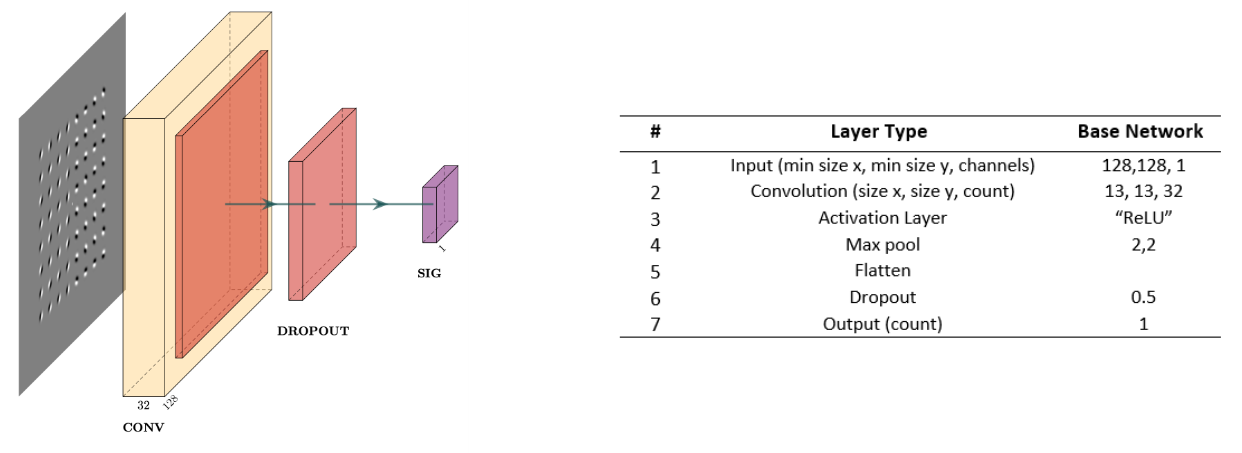 32
128
CONV
DROPOUT
1
SIG
# Layer Type Base Network
1 Input (min size x, min size y, channels) 128,128, 1
2 Convolution (size x, size y, count) 13, 13, 32
3 Activation Layer “ReLU”
4 Max pool 2,2
5 Flatten
6 Dropout 0.5
7 Output (count) 1